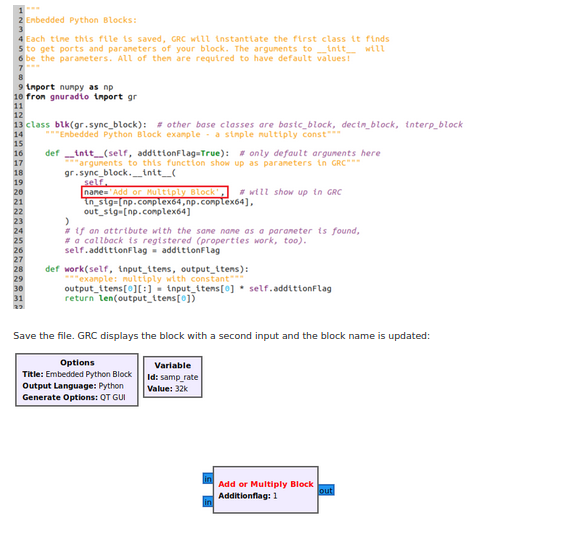 1 """
2 Embedded Python Blocks:
3
4 Each time this file is saved, GRC will instantiate the first class it finds
5 to get ports and parameters of your block. The arguments to __init__  will
6 be the parameters. All of them are required to have default values!
7 """
8
9 import numpy as np
10 from gnuradio import gr
11
12
13 class blk(gr.sync_block):  # other base classes are basic_block, decim_block, interp_block
14     """Embedded Python Block example - a simple multiply const"""
15
16     def __init__(self, additionFlag=True):  # only default arguments here
17         """arguments to this function show up as parameters in GRC"""
18         gr.sync_block.__init__(
19             self,
20             name='Add or Multiply Block',   # will show up in GRC
21             in_sig=[np.complex64,np.complex64],
22             out_sig=[np.complex64]
23         )
24         # if an attribute with the same name as a parameter is found,
25         # a callback is registered (properties work, too).
26         self.additionFlag = additionFlag
27
28     def work(self, input_items, output_items):
29         """example: multiply with constant"""
30         output_items[0][:] = input_items[0] * self.additionFlag
31         return len(output_items[0])
32
Save the file. GRC displays the block with a second input and the block name is updated:
Options
Title: Embedded Python Block
Output Language: Python
Generate Options: QT GUI
Variable
Id: samp_rate
Value: 32k
in
Add or Multiply Block
Additionflag: 1
out
in